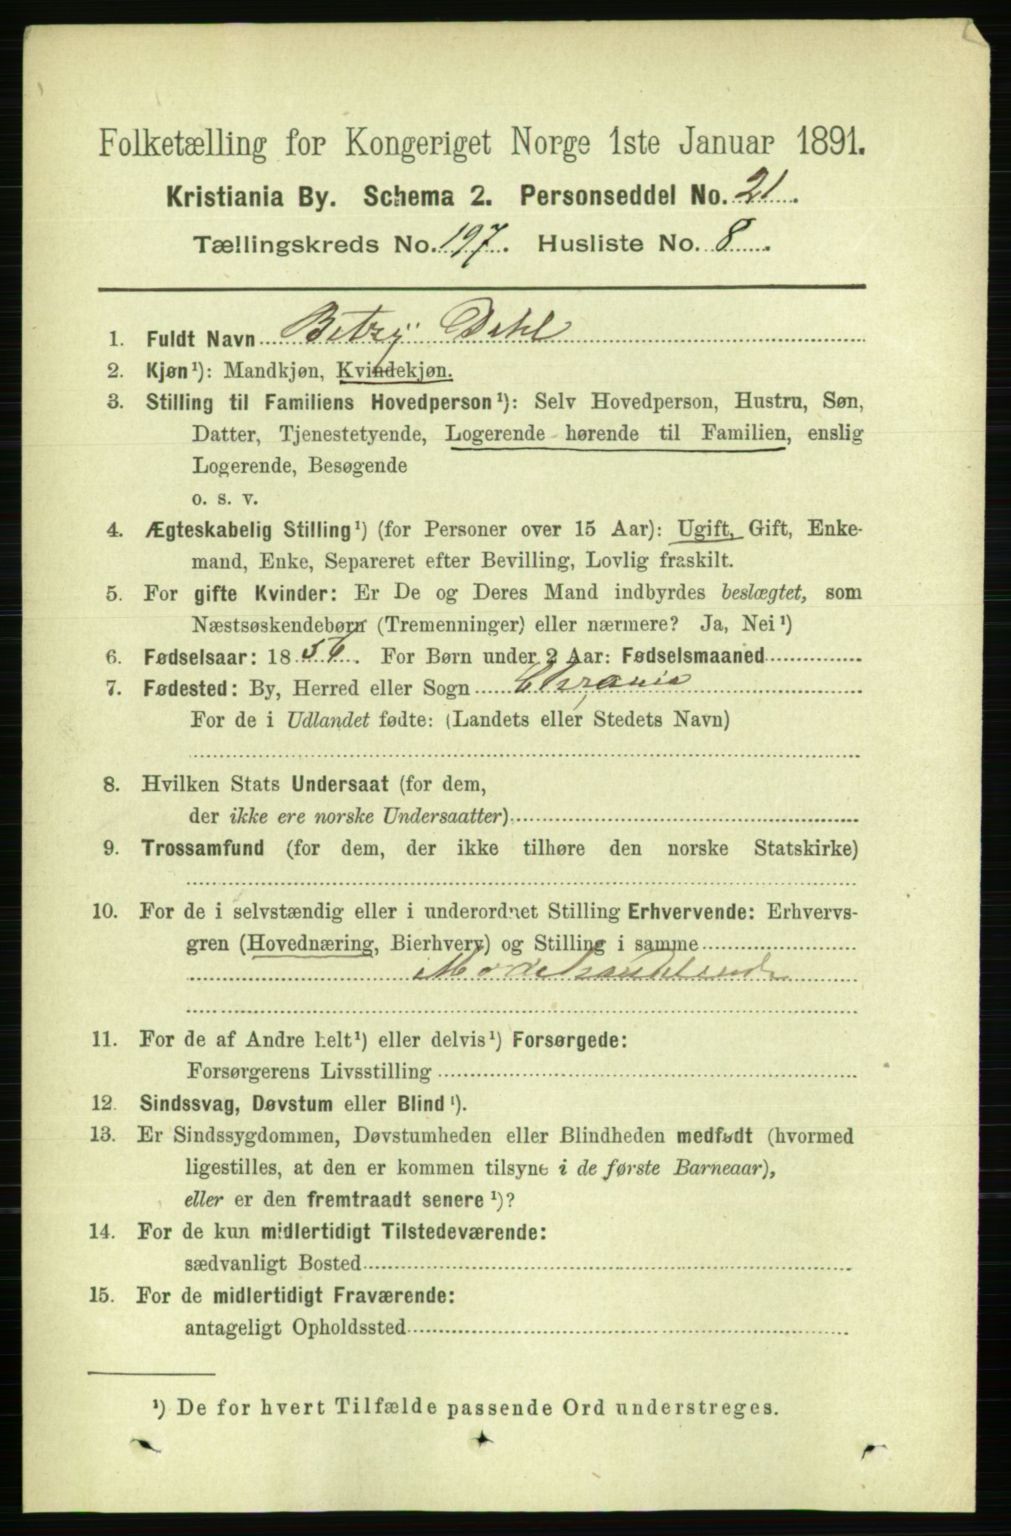 Folketælling for Kongeriget Norge 1ste Januar 1891.
Kristiania By. Schema 2. Personseddel No. 21.
Tællingskreds No. 197. Husliste No. 8.
1. Fuldt Navn Betzy Dahl
2. Kjøn¹): Mandkjøn, Kvindekjøn.
3. Stilling til Familiens Hovedperson¹): Selv Hovedperson, Hustru, Søn,
Datter, Tjenestetyende, Logerende hørende til Familien, enslig
Logerende, Besøgende
o. s. v.
4. Ægteskabelig Stilling¹) (for Personer over 15 Aar): Ugift, Gift, Enke-
mand, Enke, Separeret efter Bevilling, Lovlig fraskilt.
5. For gifte Kvinder: Er De og Deres Mand indbyrdes beslægtet, som
Næstsøskendebørn (Tremenninger) eller nærmere? Ja, Nei¹)
6. Fødselsaar: 1856. For Børn under 2 Aar: Fødselsmaaned
7. Fødested: By, Herred eller Sogn Chrania
For de i Udlandet fødte: (Landets eller Stedets Navn)
8. Hvilken Stats Undersaat (for dem,
der ikke ere norske Undersaatter)
9. Trossamfund (for dem, der ikke tilhøre den norske Statskirke)
10. For de i selvstændig eller i underordnet Stilling Erhvervende: Erhvervs-
gren (Hovednæring, Bierhverv) og Stilling i samme
Modehandlende
11. For de af Andre helt¹) eller delvis¹) Forsørgede:
Forsørgerens Livsstilling
12. Sindssvag, Døvstum eller Blind¹).
13. Er Sindssygdommen, Døvstumheden eller Blindheden medfødt (hvormed
ligestilles, at den er kommen tilsyne i de første Barneaar),
eller er den fremtraadt senere¹)?
14. For de kun midlertidigt Tilstedeværende:
sædvanligt Bosted
15. For de midlertidigt Fraværende:
antageligt Opholdssted
¹) De for hvert Tilfælde passende Ord understreges.